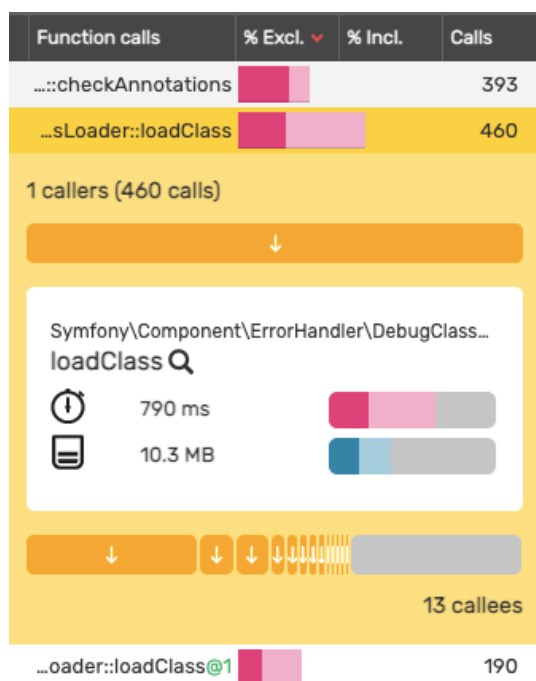 Function calls % Excl. % Incl. Calls
...::checkAnnotations 393
...sLoader::loadClass 460
1 callers (460 calls)
Symfony\Component\ErrorHandler\DebugClass...
loadClass
790 ms
10.3 MB
13 callees
...oader::loadClass@1 190